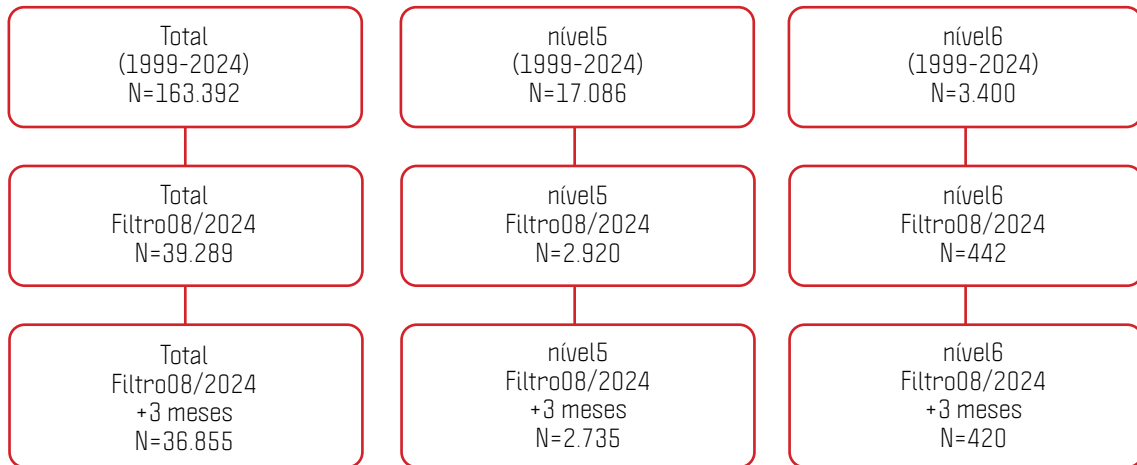 Total
(1999-2024)
N=163.392
nível5
(1999-2024)
N=17.086
nível6
(1999-2024)
N=3.400
Total
Filtro08/2024
N=39.289
nível5
Filtro08/2024
N=2.920
nível6
Filtro08/2024
N=442
Total
Filtro08/2024
+3 meses
N=36.855
nível5
Filtro08/2024
+3 meses
N=2.735
nível6
Filtro08/2024
+3 meses
N=420